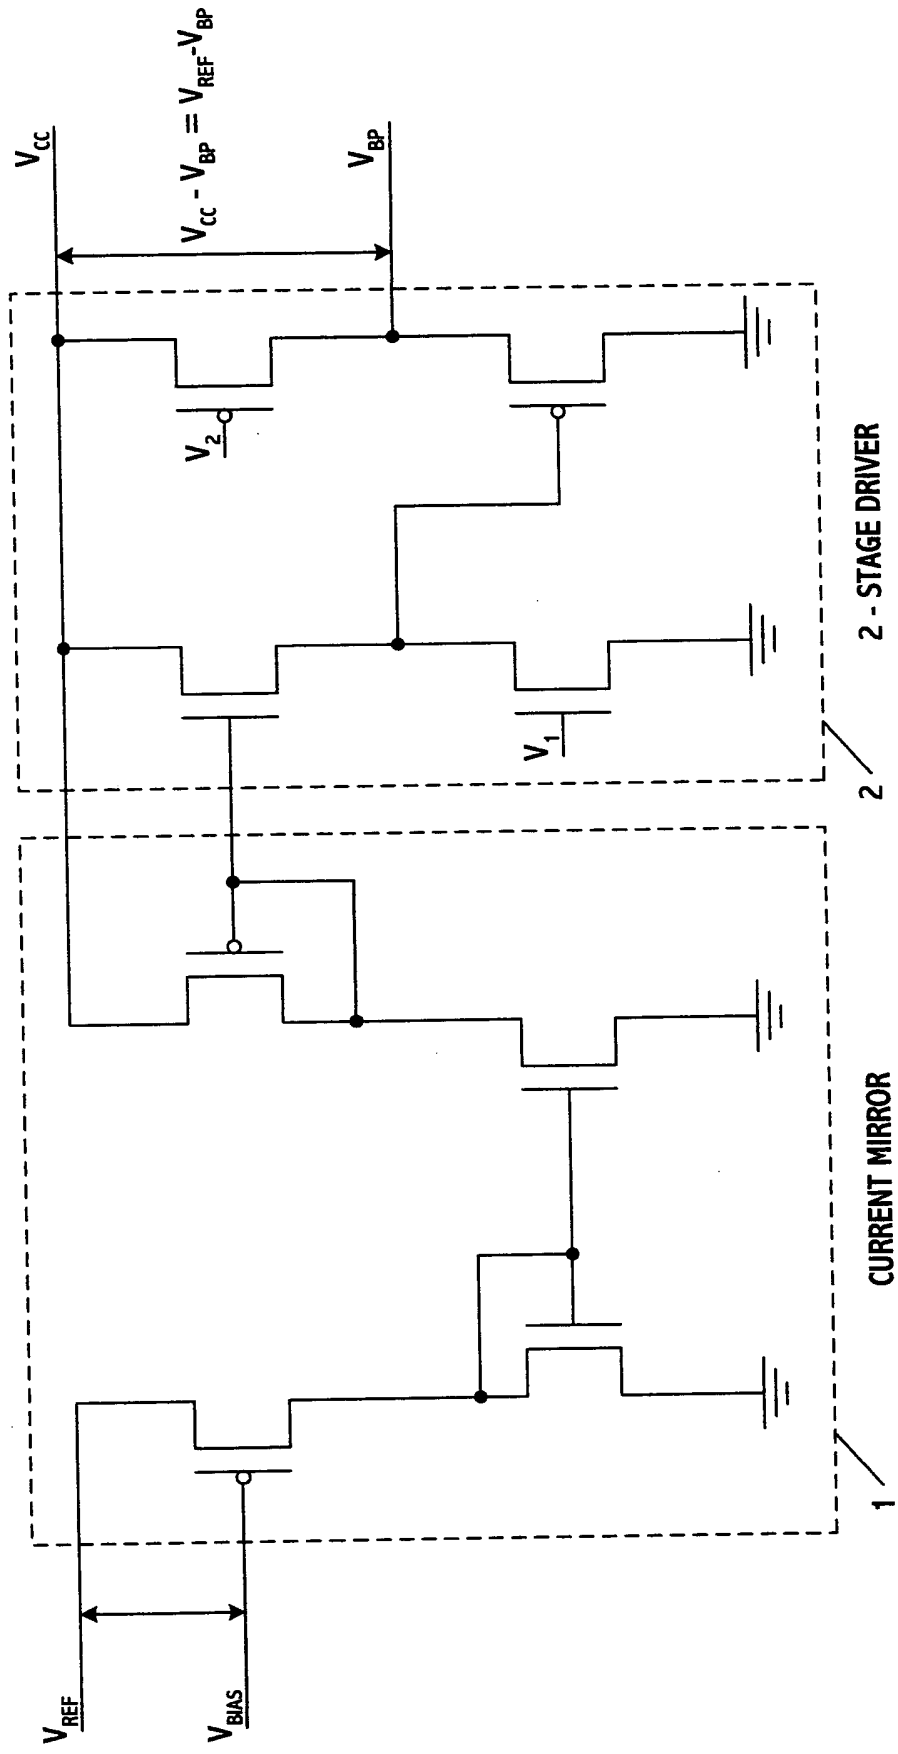 V_REF
V_BIAS
V_1
V_2
V_CC
V_BP
V_CC - V_BP = V_REF - V_BP
1
2
CURRENT MIRROR
2 - STAGE DRIVER